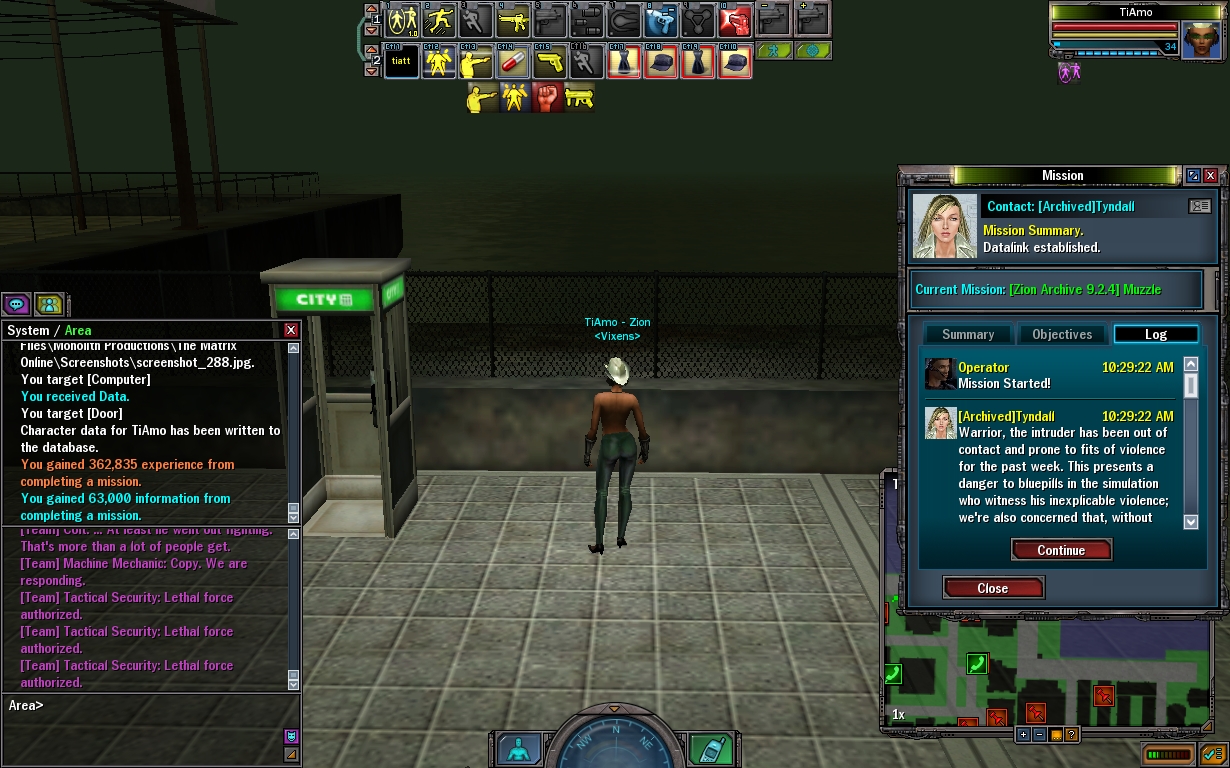 1
1.0
2
Ctrl1
Ctrl2
Ctrl3
Ctrl4
Ctrl5
Ctrl6
tiatt
TiAmo
34
Mission
Contact: [Archived]Tyndall
Mission Summary.
Datalink established.
Current Mission: [Zion Archive 9.2.4] Muzzle
Summary
Objectives
Log
Operator
10:29:22 AM
Mission Started!
[Archived]Tyndall
10:29:22 AM
Warrior, the intruder has been out of
contact and prone to fits of violence
for the past week. This presents a
danger to bluepills in the simulation
who witness his inexplicable violence;
we're also concerned that, without
Continue
Close
CITY
TiAmo - Zion
<Vixens>
System / Area
Files\Monolith Productions\The Matrix
Online\Screenshots\screenshot_288.jpg.
You target [Computer]
You received Data.
You target [Door]
Character data for TiAmo has been written to
the database.
You gained 362,835 experience from
completing a mission.
You gained 63,000 information from
completing a mission.
[Team] Colt: ... At least he went out fighting.
That's more than a lot of people get.
[Team] Machine Mechanic: Copy. We are
responding.
[Team] Tactical Security: Lethal force
authorized.
[Team] Tactical Security: Lethal force
authorized.
[Team] Tactical Security: Lethal force
authorized.
Area>
NW
N
NE
1x